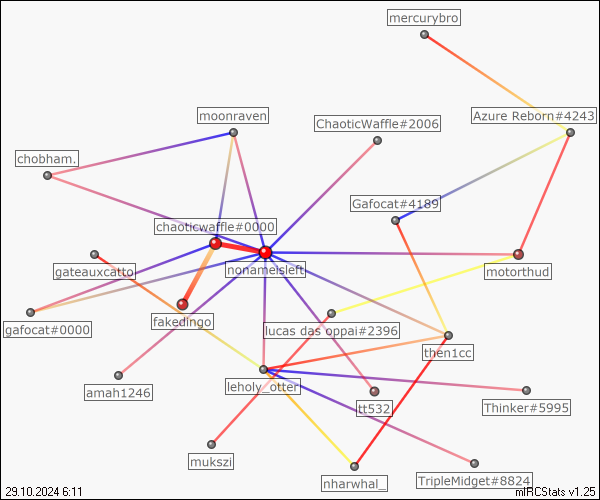 mercurybro
moonraven
ChaoticWaffle#2006
Azure Reborn#4243
chobham.
Gafocat#4189
chaoticwaffle#0000
gateauxcatto
nonameisleft
motorthud
gafocat#0000
fakedingo
lucas das oppai#2396
then1cc
amah1246
leholy_otter
tt532
Thinker#5995
mukszi
nharwhal_
TripleMidget#8824
29.10.2024 6:11
mIRCStats v1.25